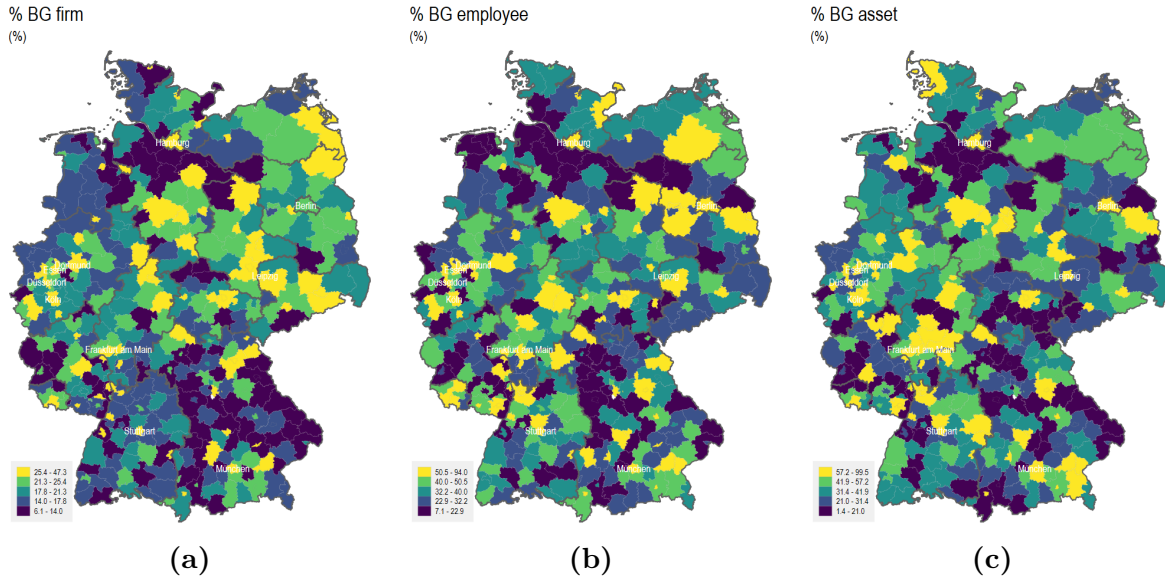 % BG firm
(%)
Hamburg
Berlin
Dortmund
Essen
Düsseldorf
Köln
Leipzig
Frankfurt am Main
Stuttgart
München
25.4 - 47.3
21.3 - 25.4
17.8 - 21.3
14.0 - 17.8
6.1 - 14.0
(a)
% BG employee
(%)
Hamburg
Berlin
Dortmund
Essen
Düsseldorf
Köln
Leipzig
Frankfurt am Main
Stuttgart
München
50.5 - 94.0
40.0 - 50.5
32.2 - 40.0
22.9 - 32.2
7.1 - 22.9
(b)
% BG asset
(%)
Hamburg
Berlin
Dortmund
Essen
Düsseldorf
Köln
Leipzig
Frankfurt am Main
Stuttgart
München
57.2 - 99.5
41.9 - 57.2
31.4 - 41.9
21.0 - 31.4
1.4 - 21.0
(c)